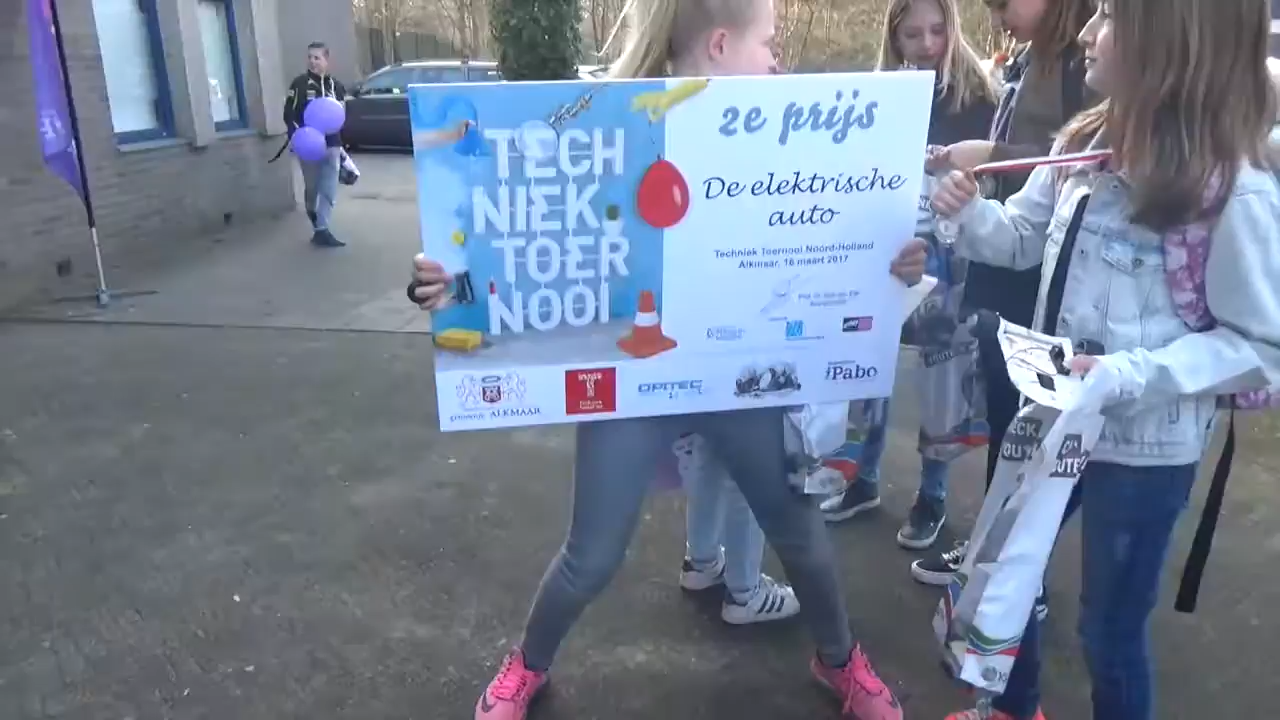 TECH
NIEK
TOER
NOOI
2e prijs
De elektrische
auto
Techniek Toernooi Noord-Holland
Alkmaar, 16 maart 2017
ALKMAAR
OPITEC
iPabo